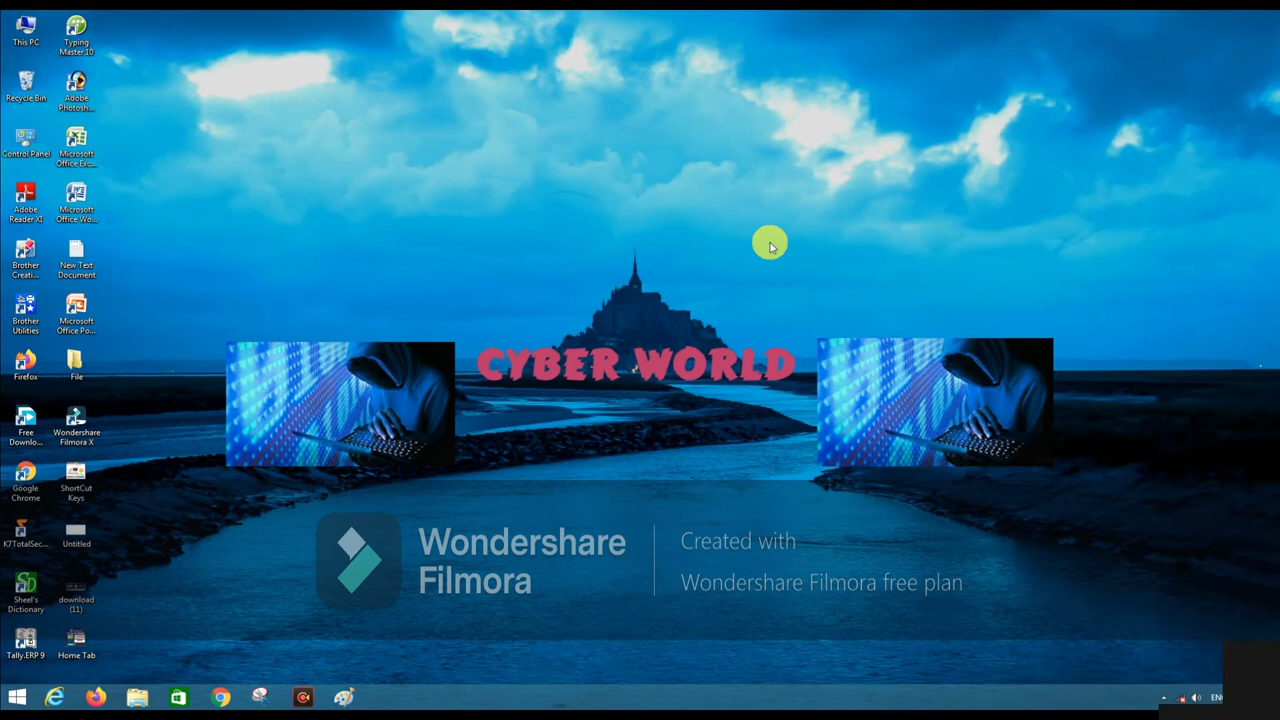 This PC
Typing
Master 10
Recycle Bin
Adobe
Photosh...
Control Panel
Microsoft
Office Exc...
Adobe
Reader XI
Microsoft
Office Wo...
Brother
Creati...
New Text
Document
Brother
Utilities
Microsoft
Office Po...
Firefox
File
Free
Downlo...
Wondershare
Filmora X
Google
Chrome
ShortCut
Keys
K7TotalSec...
Untitled
Sheel's
Dictionary
download
(11)
Tally.ERP 9
Home Tab
CYBER WORLD
Wondershare
Filmora
Created with
Wondershare Filmora free plan
EN